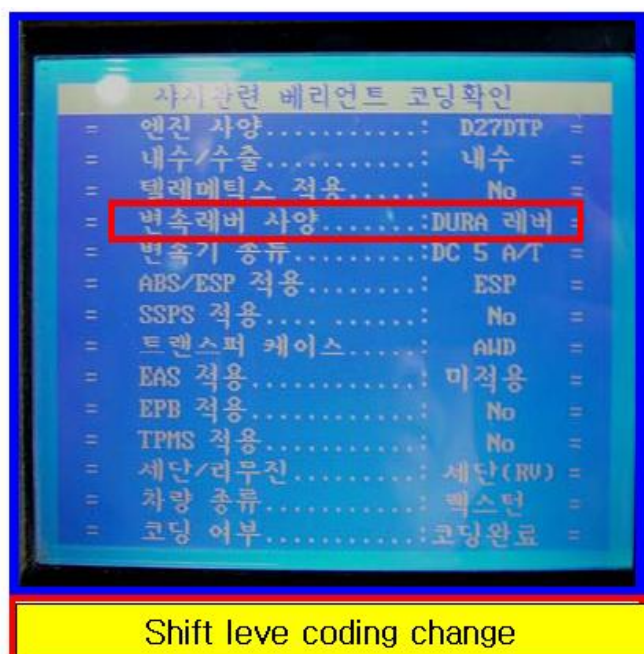 샤시관련 베리언트 코딩확인
= 엔진 사양............: D27DTP =
= 내수/수출............: 내수 =
= 텔레메틱스 적용.....: No =
= 변속레버 사양.......:DURA 레버 =
= 변속기 종류..........:DC 5 A/T =
= ABS/ESP 적용........: ESP =
= SSPS 적용.... ......: No =
= 트랜스퍼 케이스.....: AWD =
= EAS 적용............: 미적용 =
= EPB 적용............: No =
= TPMS 적용...........: No =
= 세단/리무진.........: 세단(RV) =
= 차량 종류...........: 렉스턴 =
= 코딩 여부...........:코딩완료 =
Shift leve coding change